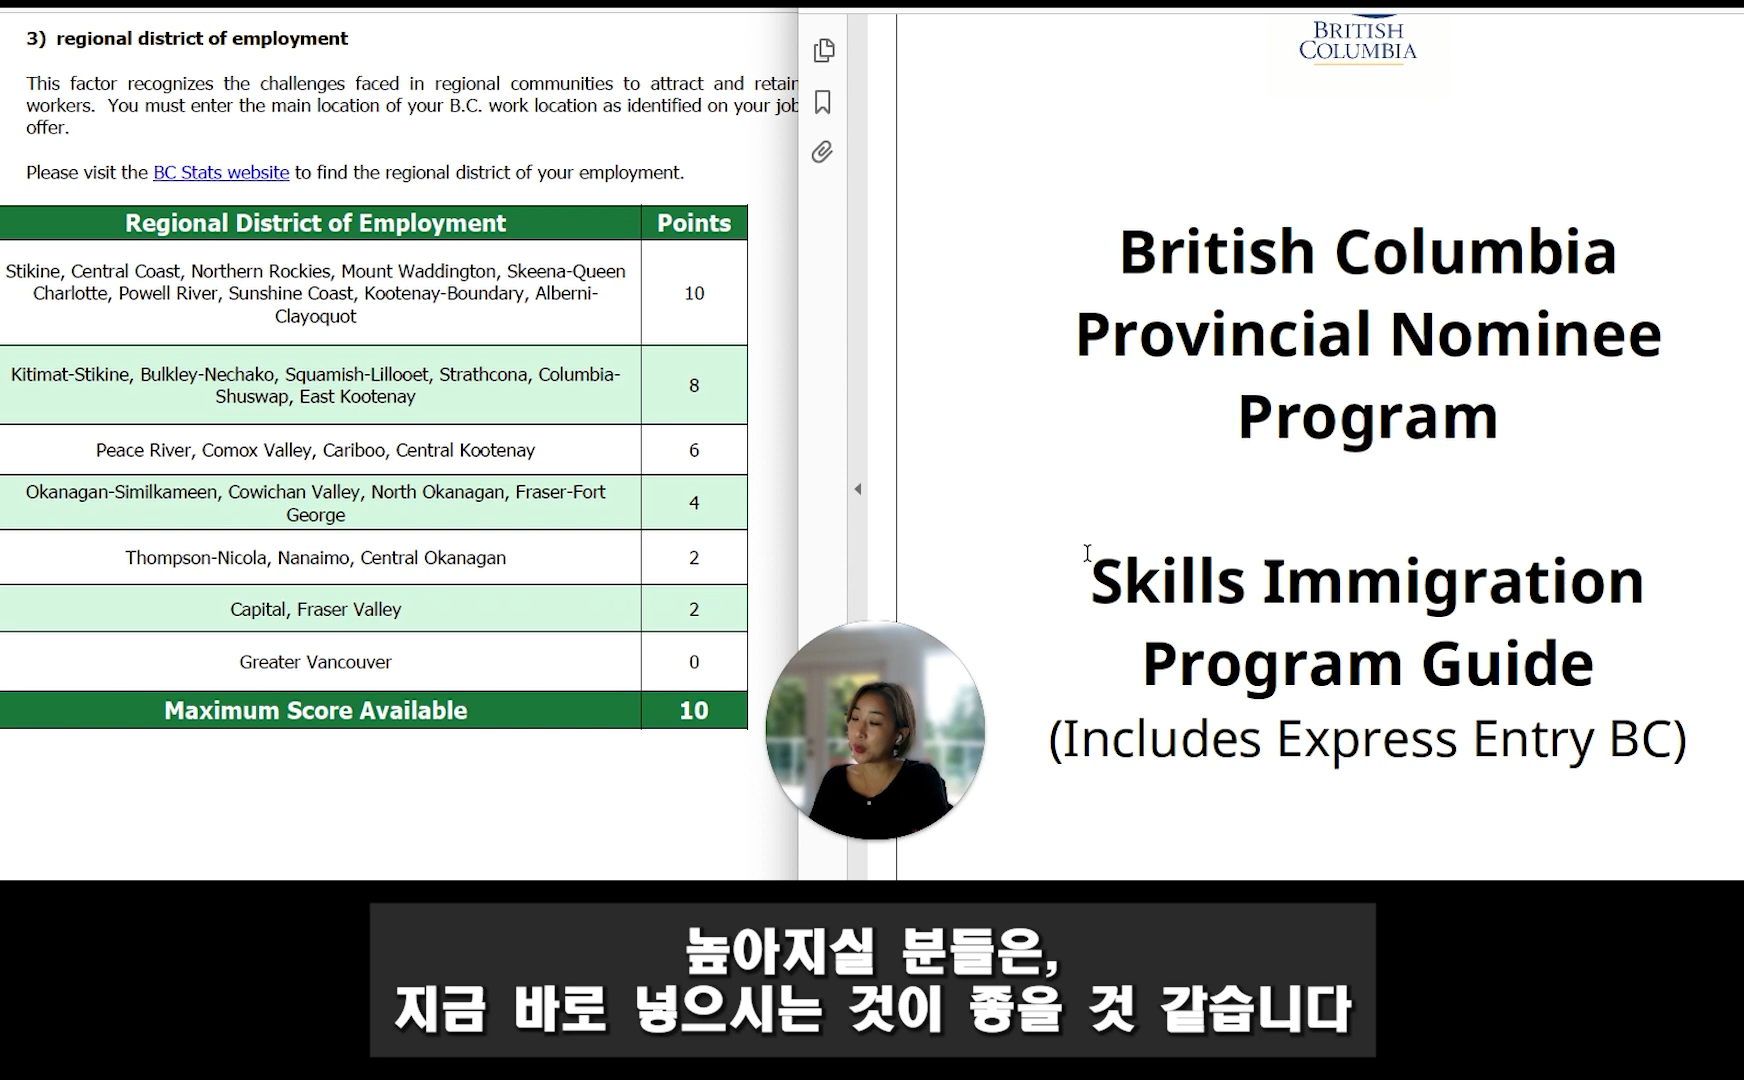 3) regional district of employment
This factor recognizes the challenges faced in regional communities to attract and retain
workers. You must enter the main location of your B.C. work location as identified on your job
offer.
Please visit the BC Stats website to find the regional district of your employment.
Regional District of Employment Points
Stikine, Central Coast, Northern Rockies, Mount Waddington, Skeena-Queen
Charlotte, Powell River, Sunshine Coast, Kootenay-Boundary, Alberni-
Clayoquot
10
Kitimat-Stikine, Bulkley-Nechako, Squamish-Lillooet, Strathcona, Columbia-
Shuswap, East Kootenay
8
Peace River, Comox Valley, Cariboo, Central Kootenay 6
Okanagan-Similkameen, Cowichan Valley, North Okanagan, Fraser-Fort
George
4
Thompson-Nicola, Nanaimo, Central Okanagan 2
Capital, Fraser Valley 2
Greater Vancouver 0
Maximum Score Available 10
BRITISH
COLUMBIA
British Columbia
Provincial Nominee
Program
Skills Immigration
Program Guide
(Includes Express Entry BC)
높아지실 분들은,
지금 바로 넣으시는 것이 좋을 것 같습니다